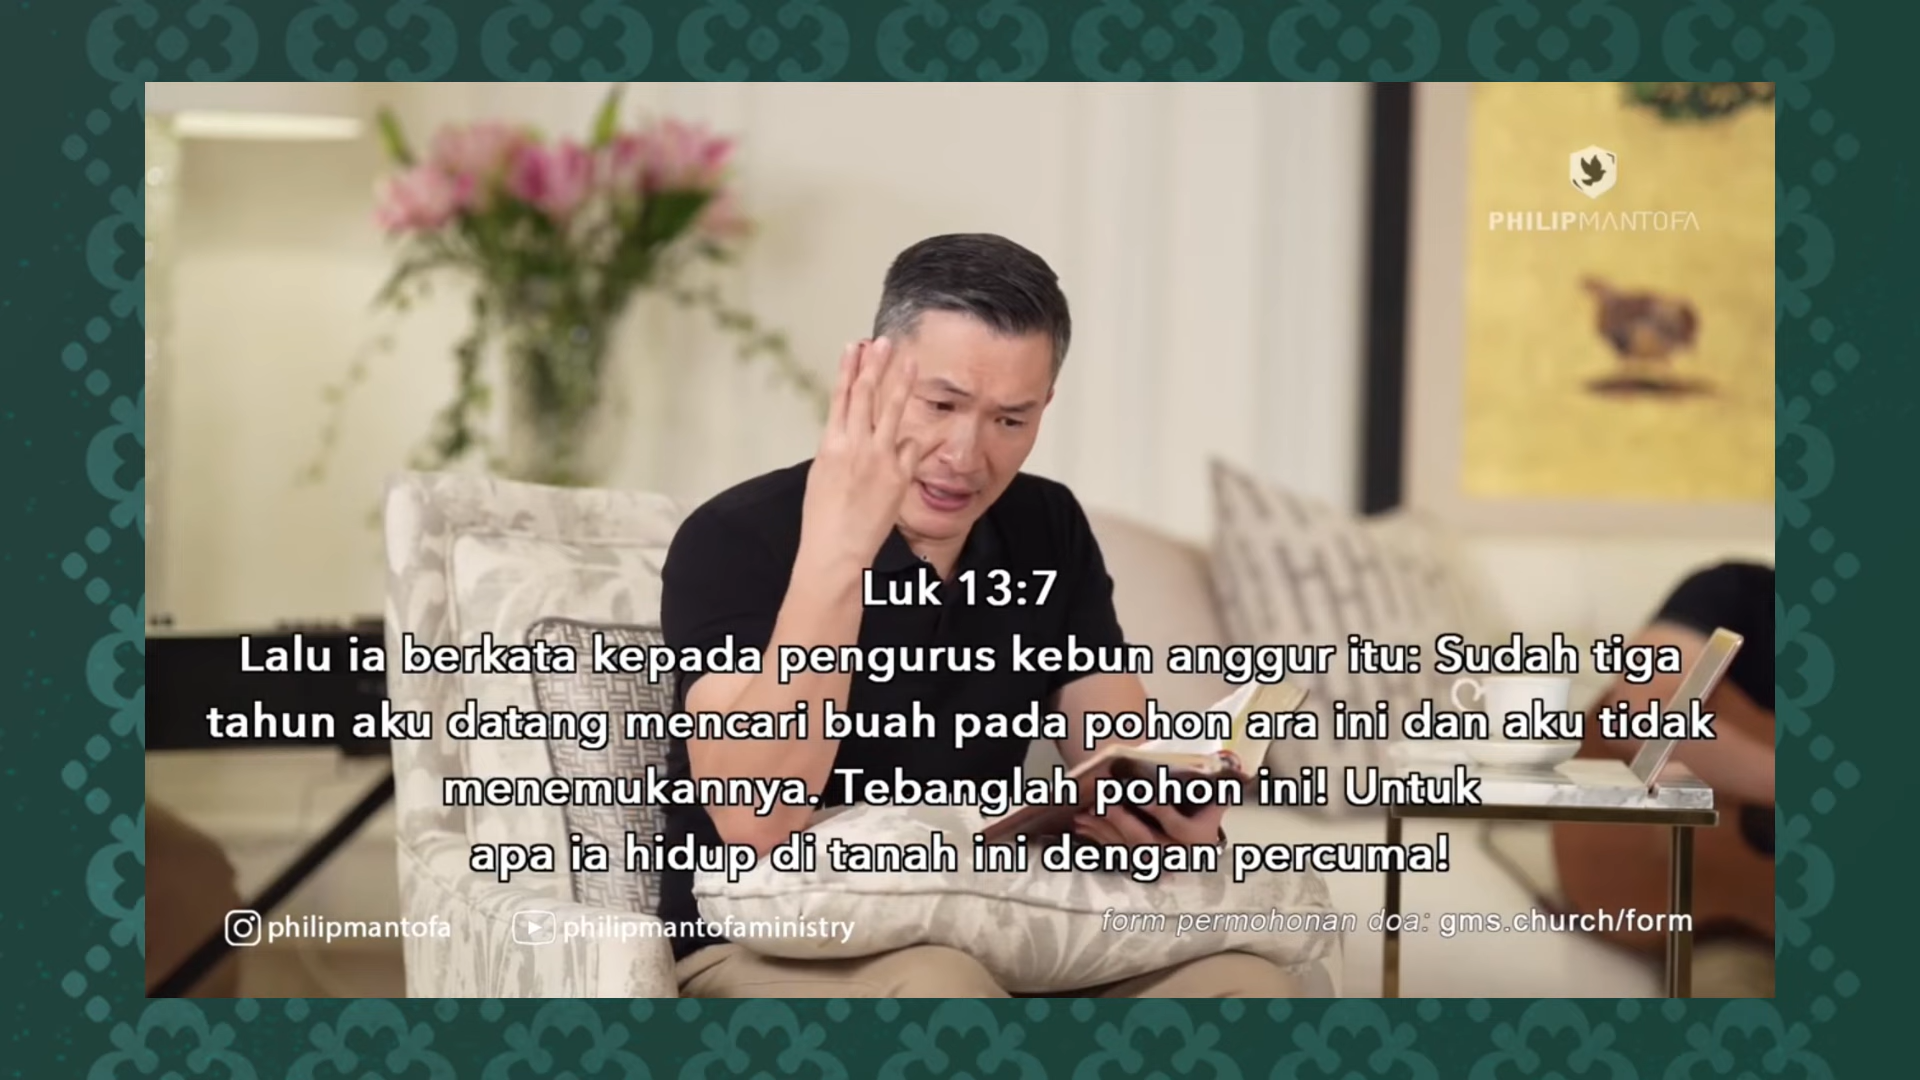 PHILIPMANTOFA
Luk 13:7
Lalu ia berkata kepada pengurus kebun anggur itu: Sudah tiga
tahun aku datang mencari buah pada pohon ara ini dan aku tidak
menemukannya. Tebanglah pohon ini! Untuk
apa ia hidup di tanah ini dengan percuma!
philipmantofa philipmantofaministry form permohonan doa: gms.church/form